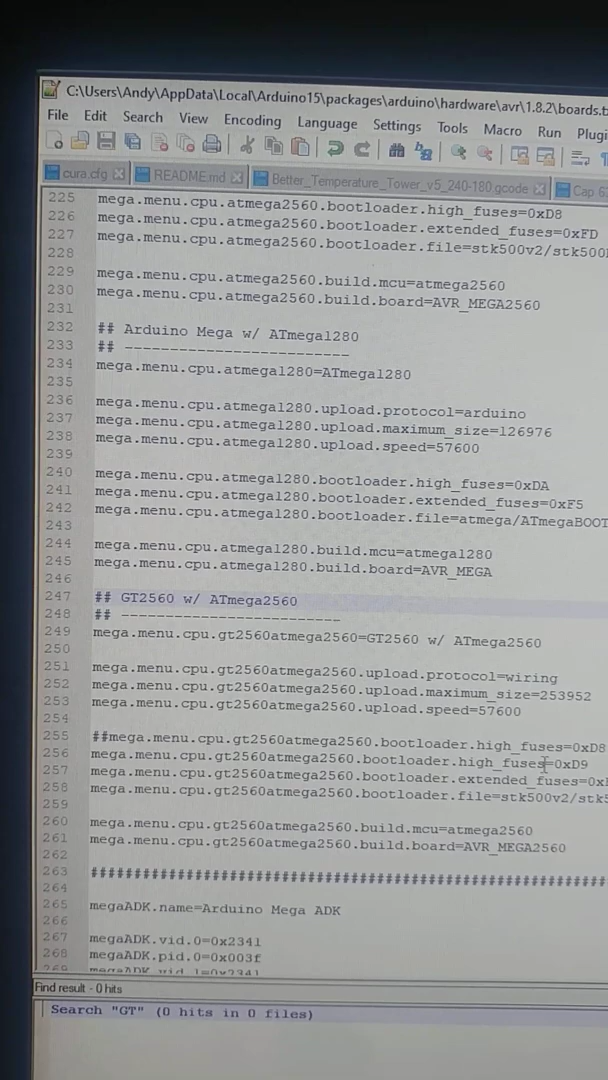 C:\Users\Andy\AppData\Local\Arduino15\packages\arduino\hardware\avr\1.8.2\boards.t
File Edit Search View Encoding Language Settings Tools Macro Run Plugi
cura.cfg README.md Better_Temperature_Tower_v5_240-180.gcode Cap 6
225 mega.menu.cpu.atmega2560.bootloader.high_fuses=0xD8
226 mega.menu.cpu.atmega2560.bootloader.extended_fuses=0xFD
227 mega.menu.cpu.atmega2560.bootloader.file=stk500v2/stk500
228
229 mega.menu.cpu.atmega2560.build.mcu=atmega2560
230 mega.menu.cpu.atmega2560.build.board=AVR_MEGA2560
231
232 ## Arduino Mega w/ ATmega1280
233 ## -------------------------
234 mega.menu.cpu.atmega1280=ATmega1280
235
236 mega.menu.cpu.atmega1280.upload.protocol=arduino
237 mega.menu.cpu.atmega1280.upload.maximum_size=126976
238 mega.menu.cpu.atmega1280.upload.speed=57600
239
240 mega.menu.cpu.atmega1280.bootloader.high_fuses=0xDA
241 mega.menu.cpu.atmega1280.bootloader.extended_fuses=0xF5
242 mega.menu.cpu.atmega1280.bootloader.file=atmega/ATmegaBOOT
243
244 mega.menu.cpu.atmega1280.build.mcu=atmega1280
245 mega.menu.cpu.atmega1280.build.board=AVR_MEGA
246
247 ## GT2560 w/ ATmega2560
248 ## -------------------------
249 mega.menu.cpu.gt2560atmega2560=GT2560 w/ ATmega2560
250
251 mega.menu.cpu.gt2560atmega2560.upload.protocol=wiring
252 mega.menu.cpu.gt2560atmega2560.upload.maximum_size=253952
253 mega.menu.cpu.gt2560atmega2560.upload.speed=57600
254
255 ##mega.menu.cpu.gt2560atmega2560.bootloader.high_fuses=0xD8
256 mega.menu.cpu.gt2560atmega2560.bootloader.high_fuses=0xD9
257 mega.menu.cpu.gt2560atmega2560.bootloader.extended_fuses=0x
258 mega.menu.cpu.gt2560atmega2560.bootloader.file=stk500v2/stk5
259
260 mega.menu.cpu.gt2560atmega2560.build.mcu=atmega2560
261 mega.menu.cpu.gt2560atmega2560.build.board=AVR_MEGA2560
262
263 ##############################################################
264
265 megaADK.name=Arduino Mega ADK
266
267 megaADK.vid.0=0x2341
268 megaADK.pid.0=0x003f
269 megaADK.vid.1=0x2341
Find result - 0 hits
Search "GT" (0 hits in 0 files)